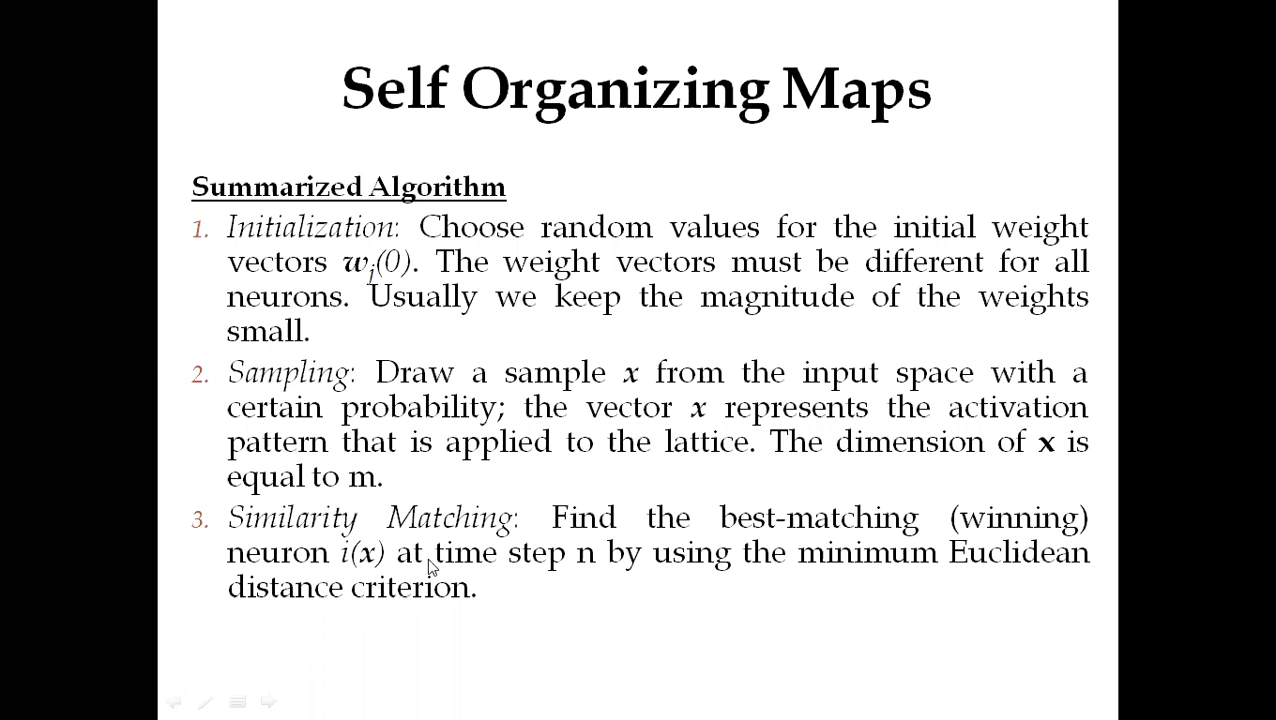 Self Organizing Maps
Summarized Algorithm
1. Initialization: Choose random values for the initial weight
vectors wj(0). The weight vectors must be different for all
neurons. Usually we keep the magnitude of the weights
small.
2. Sampling: Draw a sample x from the input space with a
certain probability; the vector x represents the activation
pattern that is applied to the lattice. The dimension of x is
equal to m.
3. Similarity Matching: Find the best-matching (winning)
neuron i(x) at time step n by using the minimum Euclidean
distance criterion.